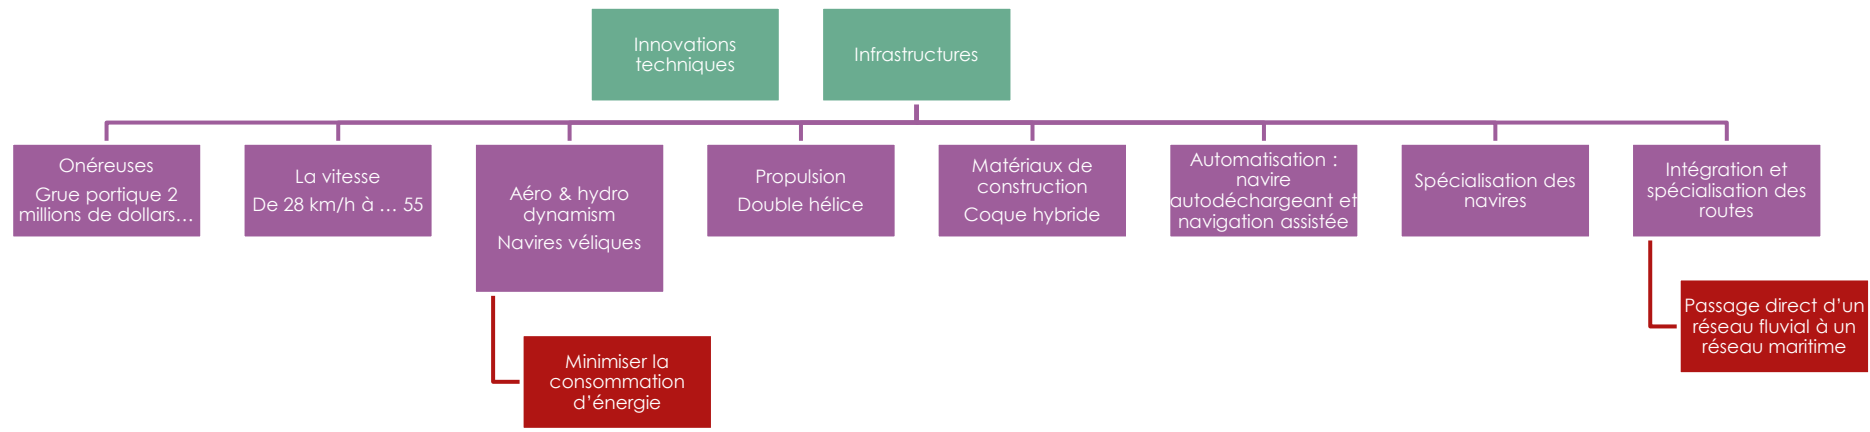 Innovations
techniques
Infrastructures
Onéreuses
Grue portique 2
millions de dollars…
La vitesse
De 28 km/h à … 55
Aéro & hydro
dynamism
Navires véliques
Propulsion
Double hélice
Matériaux de
construction
Coque hybride
Automatisation :
navire
autodéchargeant et
navigation assistée
Spécialisation des
navires
Intégration et
spécialisation des
routes
Minimiser la
consommation
d’énergie
Passage direct d’un
réseau fluvial à un
réseau maritime